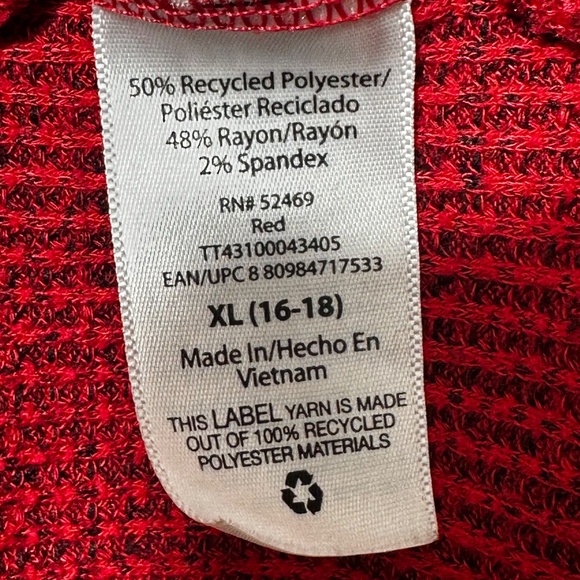 50% Recycled Polyester/
Poliéster Reciclado
48% Rayon/Rayón
2% Spandex
RN# 52469
Red
TT43100043405
EAN/UPC 8 80984717533
XL (16-18)
Made In/Hecho En
Vietnam
THIS LABEL YARN IS MADE
OUT OF 100% RECYCLED
POLYESTER MATERIALS